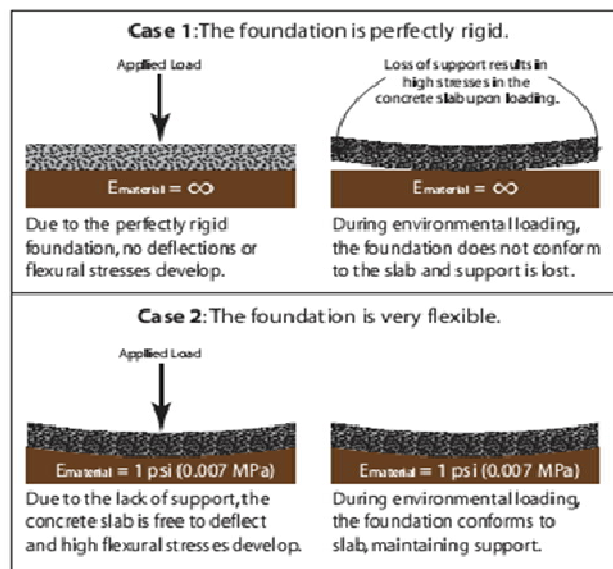 Case 1: The foundation is perfectly rigid.
Applied Load
Loss of support results in
high stresses in the
concrete slab upon loading.
Ematerial = ∞
Ematerial = ∞
Due to the perfectly rigid
foundation, no deflections or
flexural stresses develop.
During environmental loading,
the foundation does not conform
to the slab and support is lost.
Case 2: The foundation is very flexible.
Applied Load
Ematerial = 1 psi (0.007 MPa)
Ematerial = 1 psi (0.007 MPa)
Due to the lack of support, the
concrete slab is free to deflect
and high flexural stresses develop.
During environmental loading,
the foundation conforms to
slab, maintaining support.